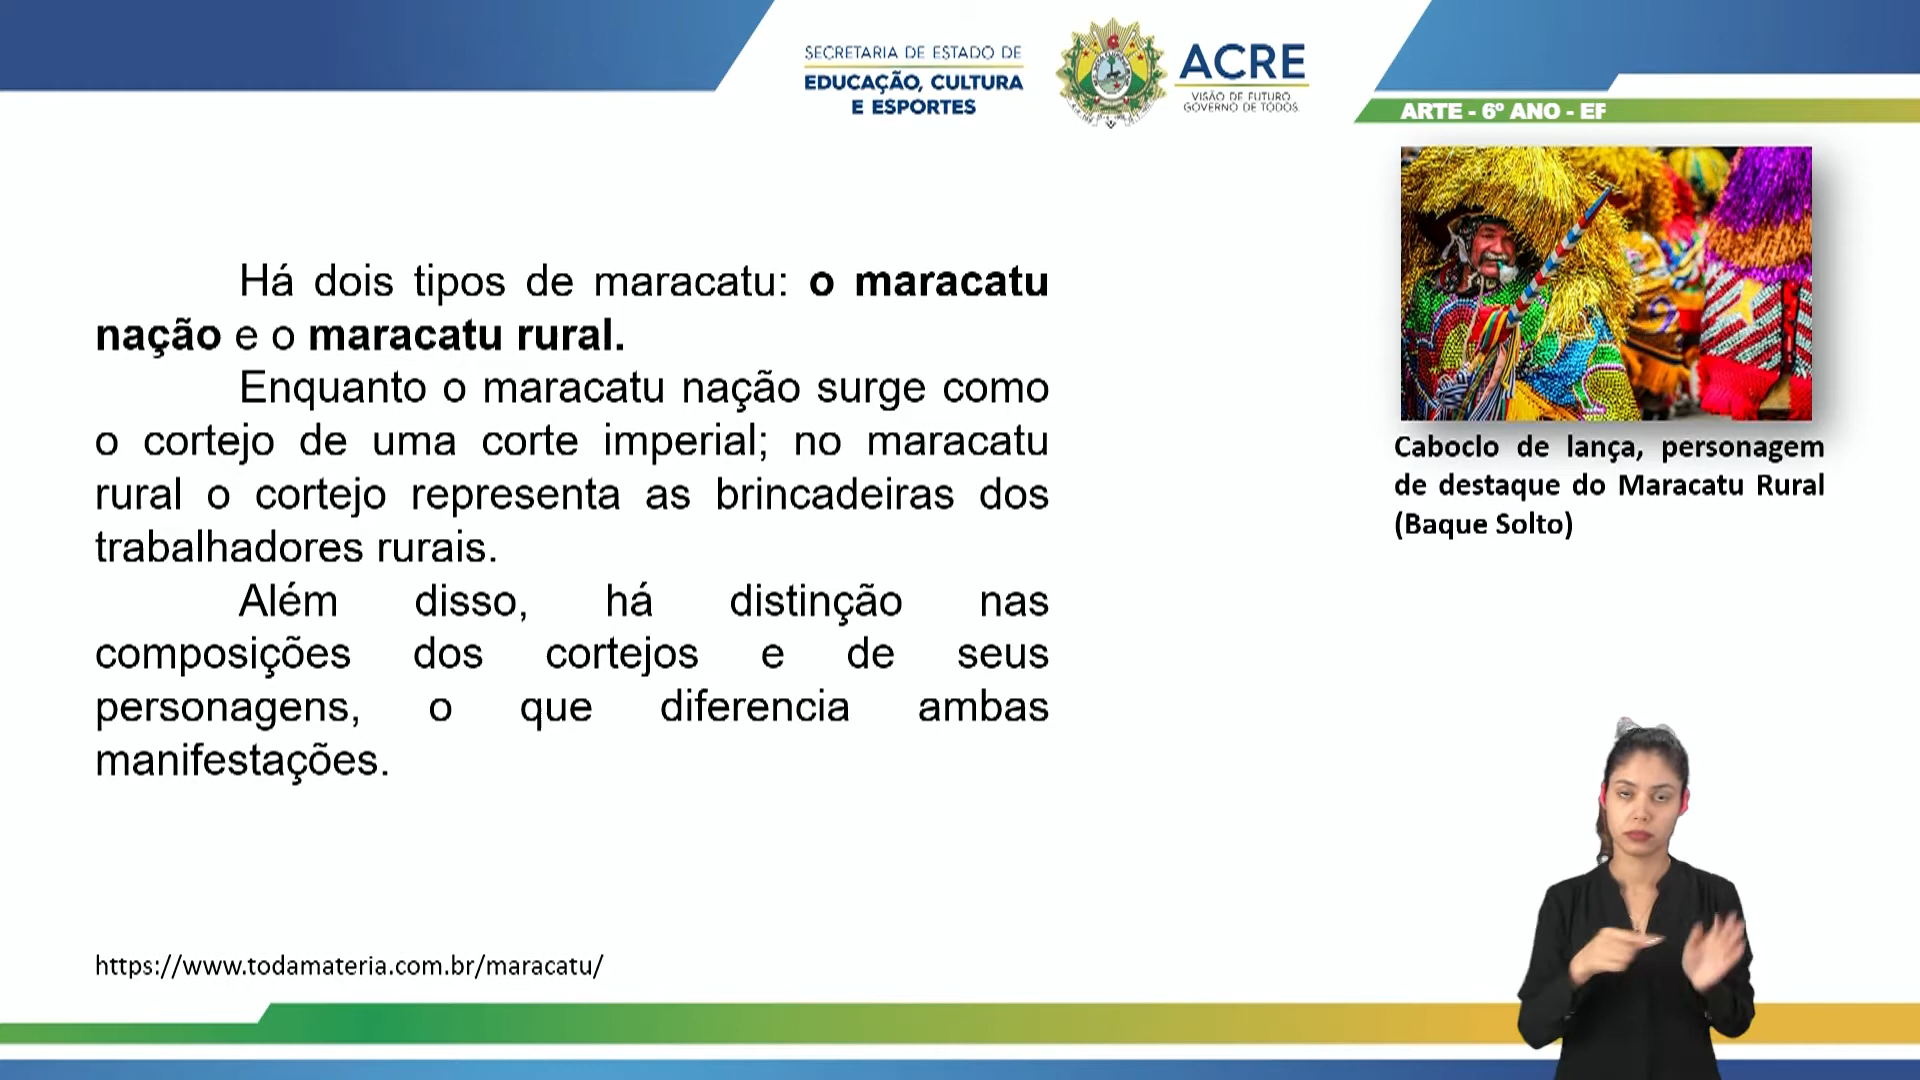 SECRETARIA DE ESTADO DE
EDUCAÇÃO, CULTURA
E ESPORTES
ACRE
VISÃO DE FUTURO
GOVERNO DE TODOS
ARTE - 6º ANO - EF
Há dois tipos de maracatu: o maracatu
nação e o maracatu rural.
Enquanto o maracatu nação surge como
o cortejo de uma corte imperial; no maracatu
rural o cortejo representa as brincadeiras dos
trabalhadores rurais.
Além disso, há distinção nas
composições dos cortejos e de seus
personagens, o que diferencia ambas
manifestações.
Caboclo de lança, personagem
de destaque do Maracatu Rural
(Baque Solto)
https://www.todamateria.com.br/maracatu/